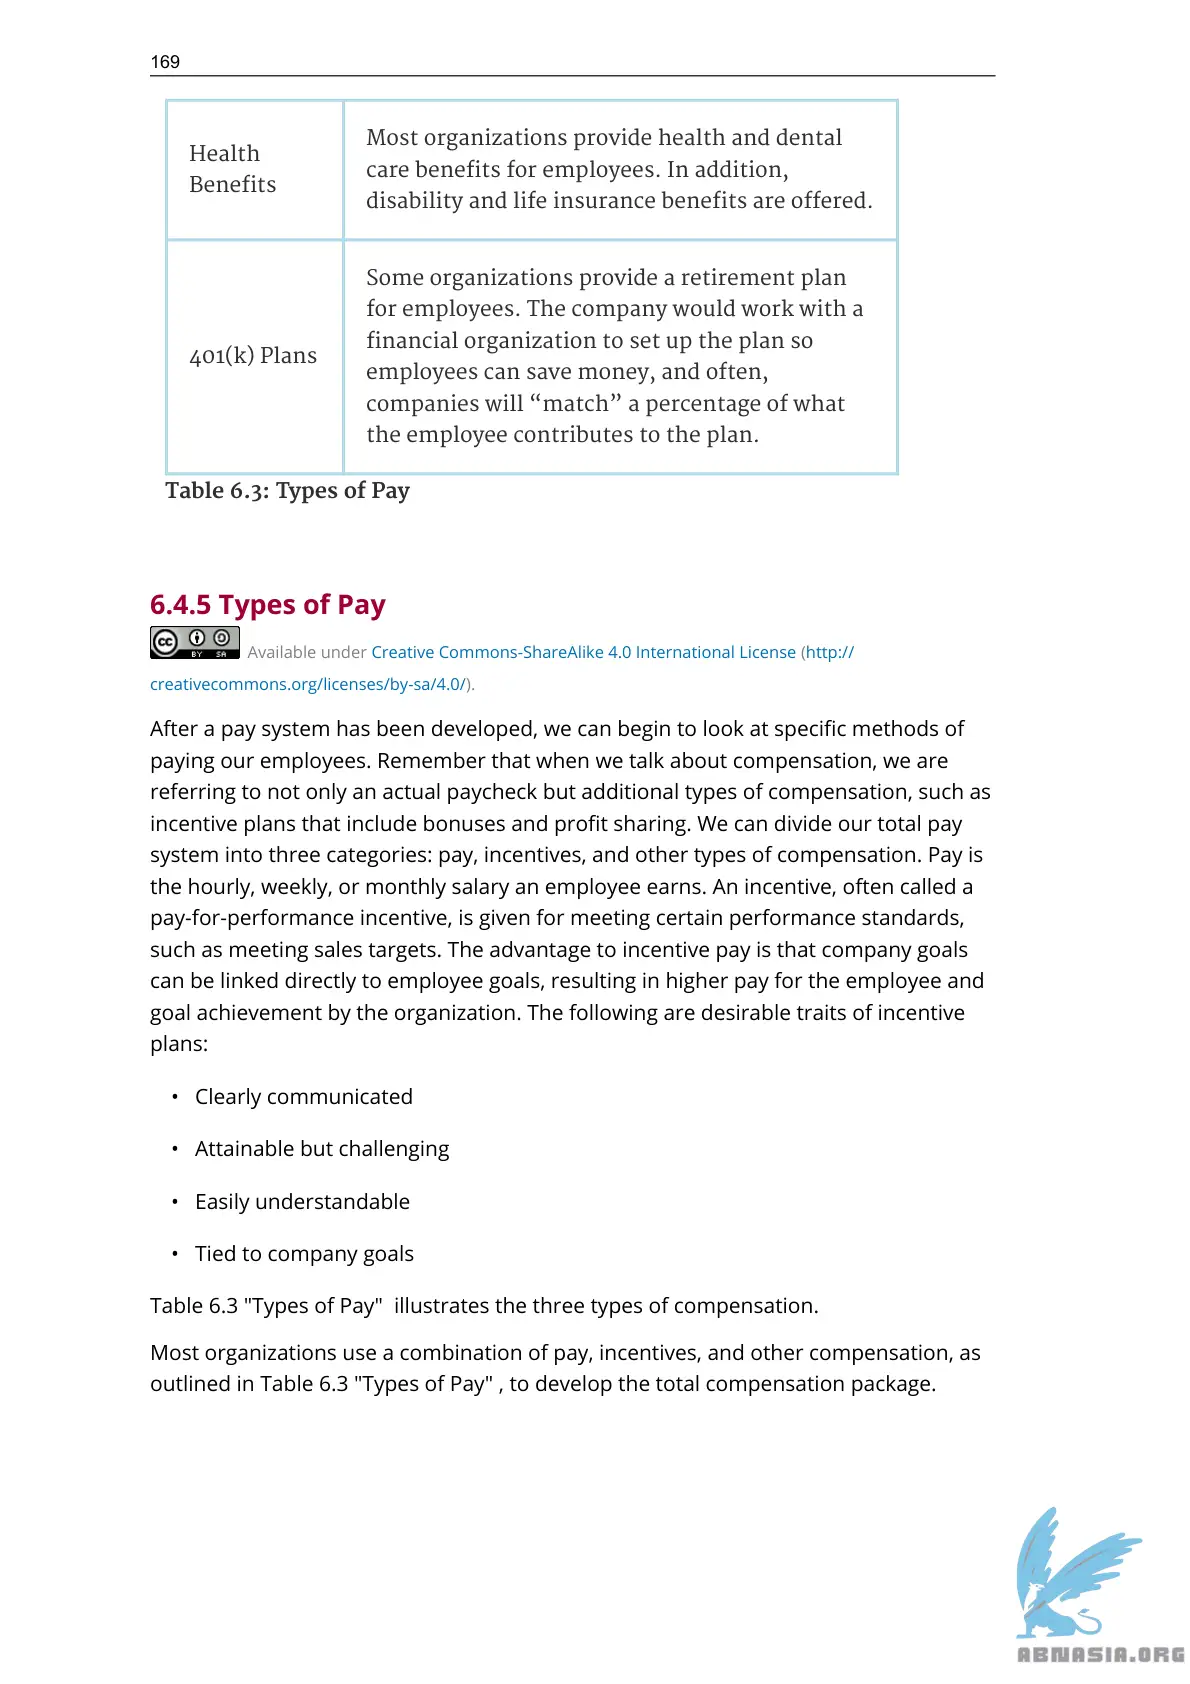 169
Health
Benefits
Most organizations provide health and dental
care benefits for employees. In addition,
disability and life insurance benefits are offered.
401(k) Plans
Some organizations provide a retirement plan
for employees. The company would work with a
financial organization to set up the plan so
employees can save money, and often,
companies will “match” a percentage of what
the employee contributes to the plan.
Table 6.3: Types of Pay
6.4.5 Types of Pay
cc BY SA Available under Creative Commons-ShareAlike 4.0 International License (http://
creativecommons.org/licenses/by-sa/4.0/).
After a pay system has been developed, we can begin to look at specific methods of
paying our employees. Remember that when we talk about compensation, we are
referring to not only an actual paycheck but additional types of compensation, such as
incentive plans that include bonuses and profit sharing. We can divide our total pay
system into three categories: pay, incentives, and other types of compensation. Pay is
the hourly, weekly, or monthly salary an employee earns. An incentive, often called a
pay-for-performance incentive, is given for meeting certain performance standards,
such as meeting sales targets. The advantage to incentive pay is that company goals
can be linked directly to employee goals, resulting in higher pay for the employee and
goal achievement by the organization. The following are desirable traits of incentive
plans:
• Clearly communicated
• Attainable but challenging
• Easily understandable
• Tied to company goals
Table 6.3 "Types of Pay"  illustrates the three types of compensation.
Most organizations use a combination of pay, incentives, and other compensation, as
outlined in Table 6.3 "Types of Pay" , to develop the total compensation package.
ABNASIA.ORG